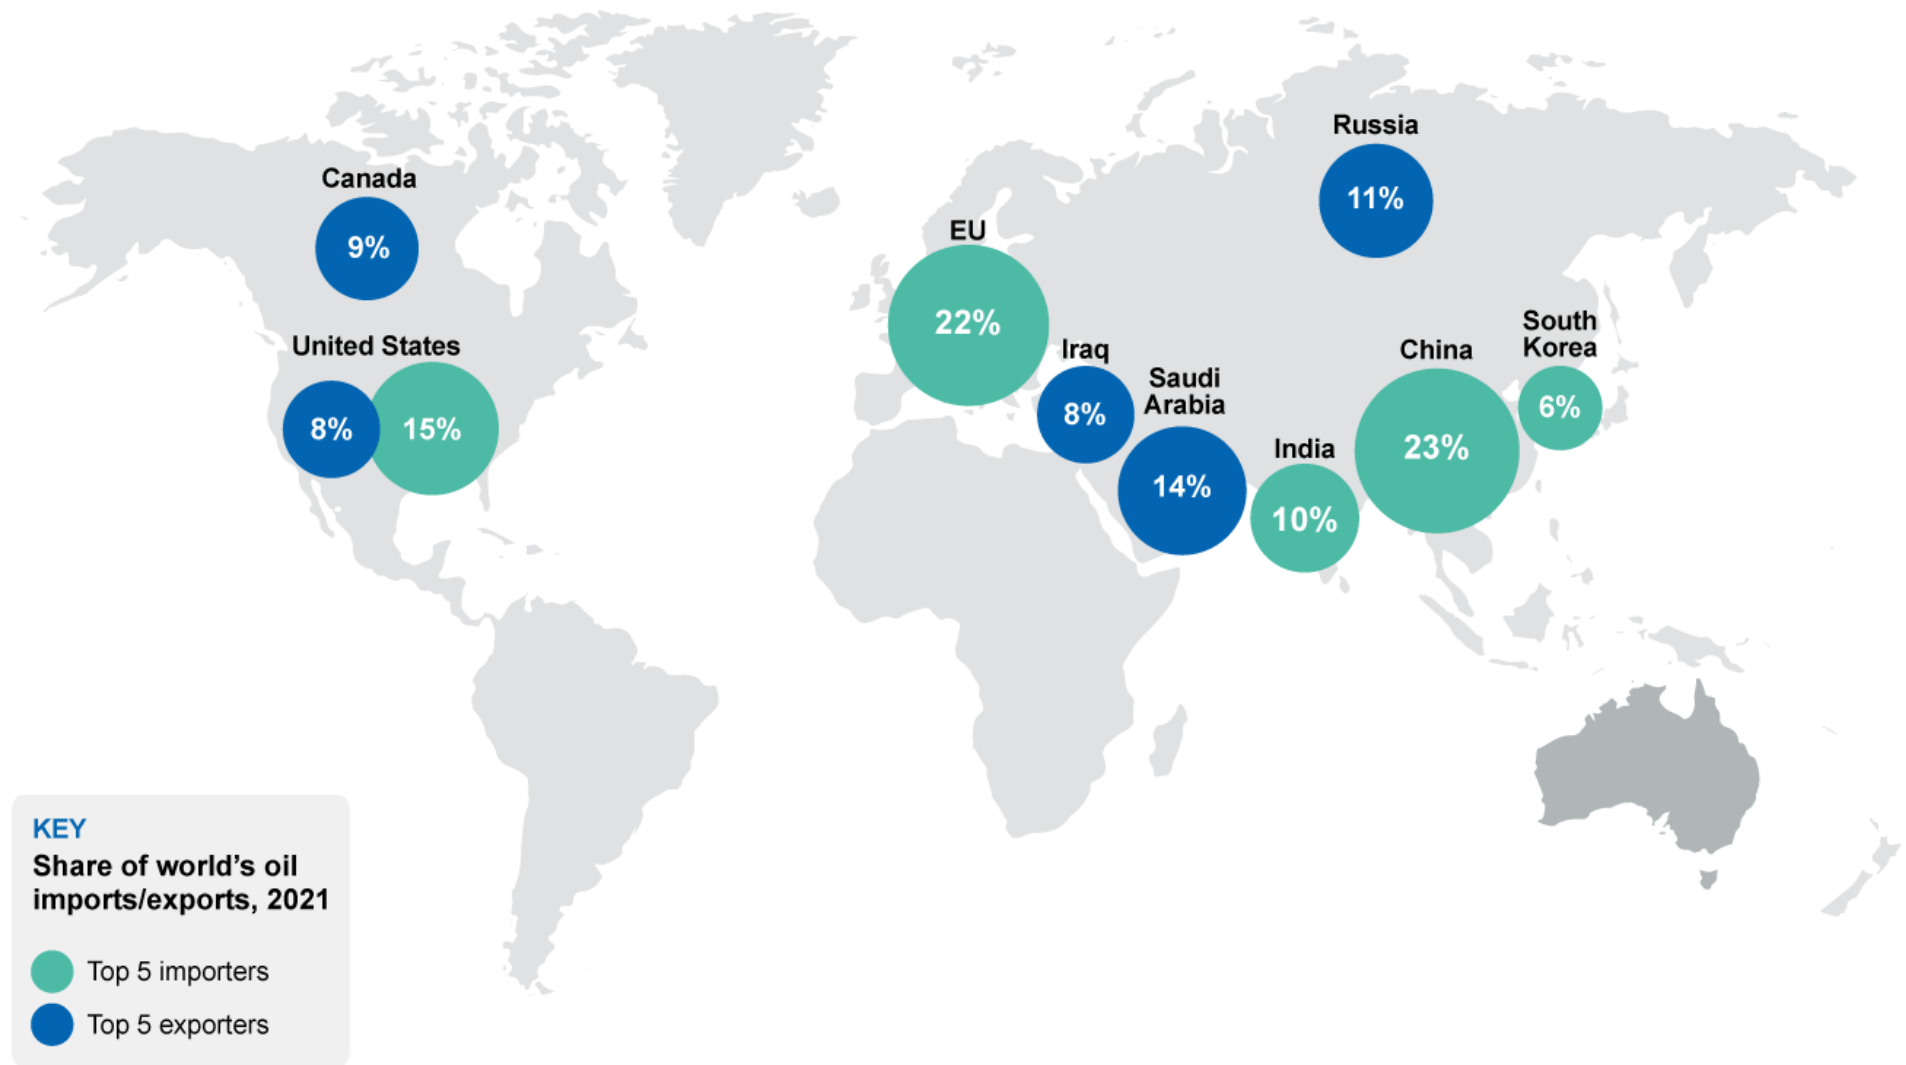 Russia
11%
Canada
9%
EU
22%
United States
8%
15%
Iraq
8%
Saudi
Arabia
14%
India
10%
China
23%
South
Korea
6%
KEY
Share of world’s oil
imports/exports, 2021
Top 5 importers
Top 5 exporters